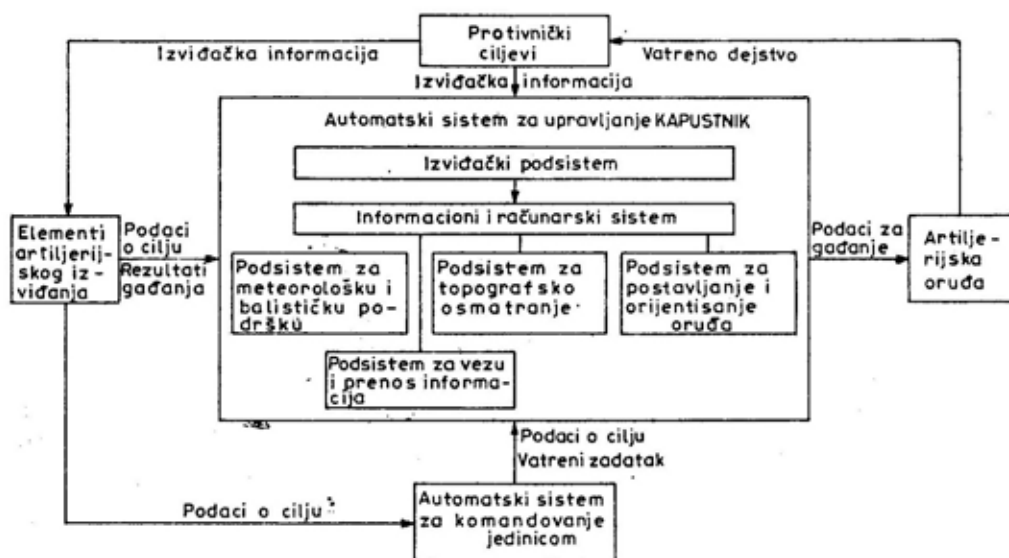 Protivnički
ciljevi
Izviđačka informacija
Vatreno dejstvo
Izviđačka informacija
Automatski sistem za upravljanje KAPUSTNIK
Izviđački podsistem
Informacioni i računarski sistem
Elementi
artiljerij-
skog iz-
viđanja
Podaci
o cilju
Rezultati
gađanja
Podsistem za
meteorološku i
balističku po-
dršku
Podsistem za
topografsko
osmatranje
Podsistem za
postavljanje i
orijentisanje
oruđa
Podaci za
gađanje
Artilje-
rijska
oruđa
Podsistem za vezu
i prenos informa-
cija
Podaci o cilju
Vatreni zadatak
Podaci o cilju
Automatski sistem
za komandovanje
jedinicom